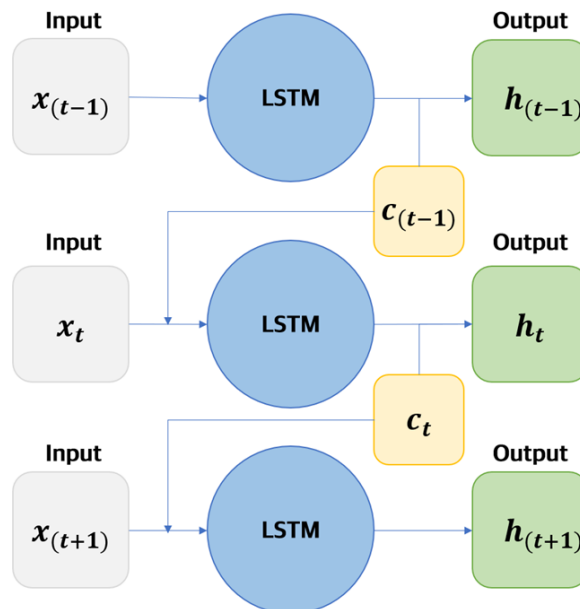 Input Output
x(t−1) LSTM h(t−1)
c(t−1)
Input Output
xt LSTM ht
ct
Input Output
x(t+1) LSTM h(t+1)